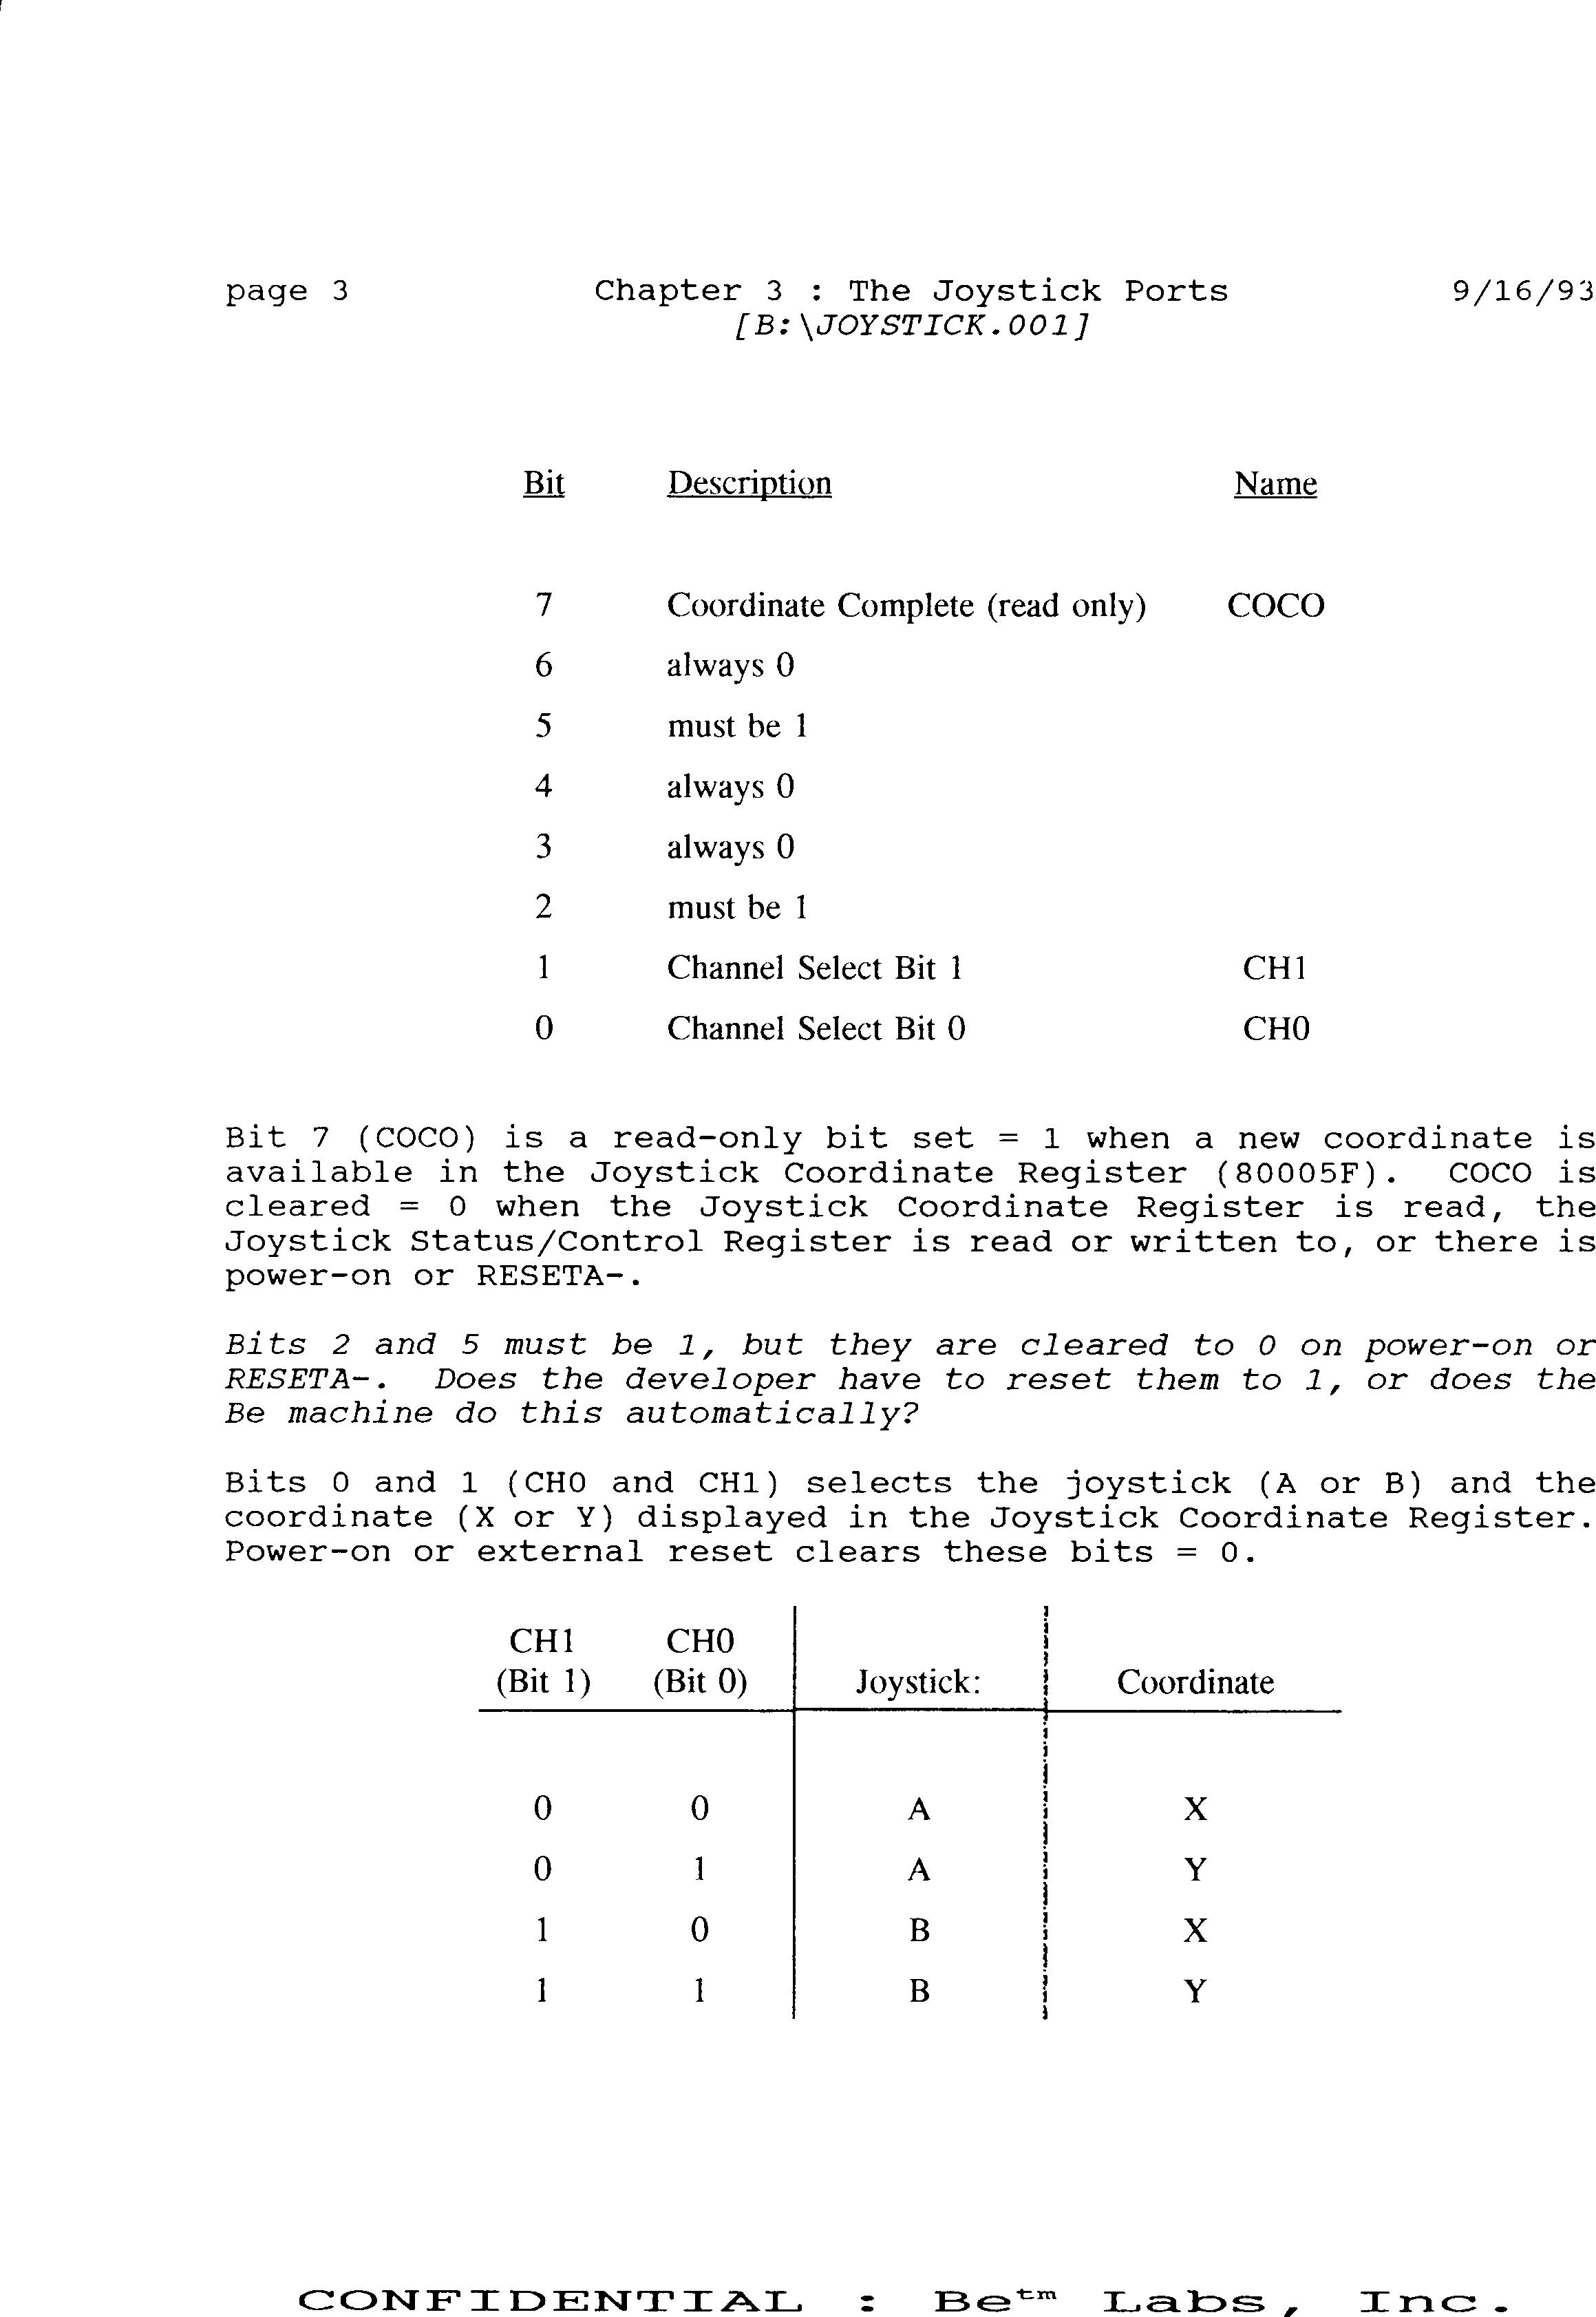 page 3 Chapter 3 : The Joystick Ports 9/16/93
[B:\JOYSTICK.001]
Bit Description Name
7 Coordinate Complete (read only) COCO
6 always 0
5 must be 1
4 always 0
3 always 0
2 must be 1
1 Channel Select Bit 1 CH1
0 Channel Select Bit 0 CH0
Bit 7 (COCO) is a read-only bit set = 1 when a new coordinate is
available in the Joystick Coordinate Register (80005F). COCO is
cleared = 0 when the Joystick Coordinate Register is read, the
Joystick Status/Control Register is read or written to, or there is
power-on or RESETA-.
Bits 2 and 5 must be 1, but they are cleared to 0 on power-on or
RESETA-. Does the developer have to reset them to 1, or does the
Be machine do this automatically?
Bits 0 and 1 (CH0 and CH1) selects the joystick (A or B) and the
coordinate (X or Y) displayed in the Joystick Coordinate Register.
Power-on or external reset clears these bits = 0.
CH1 CH0
(Bit 1) (Bit 0) Joystick: Coordinate
0 0 A X
0 1 A Y
1 0 B X
1 1 B Y
CONFIDENTIAL : Be™ Labs, Inc.